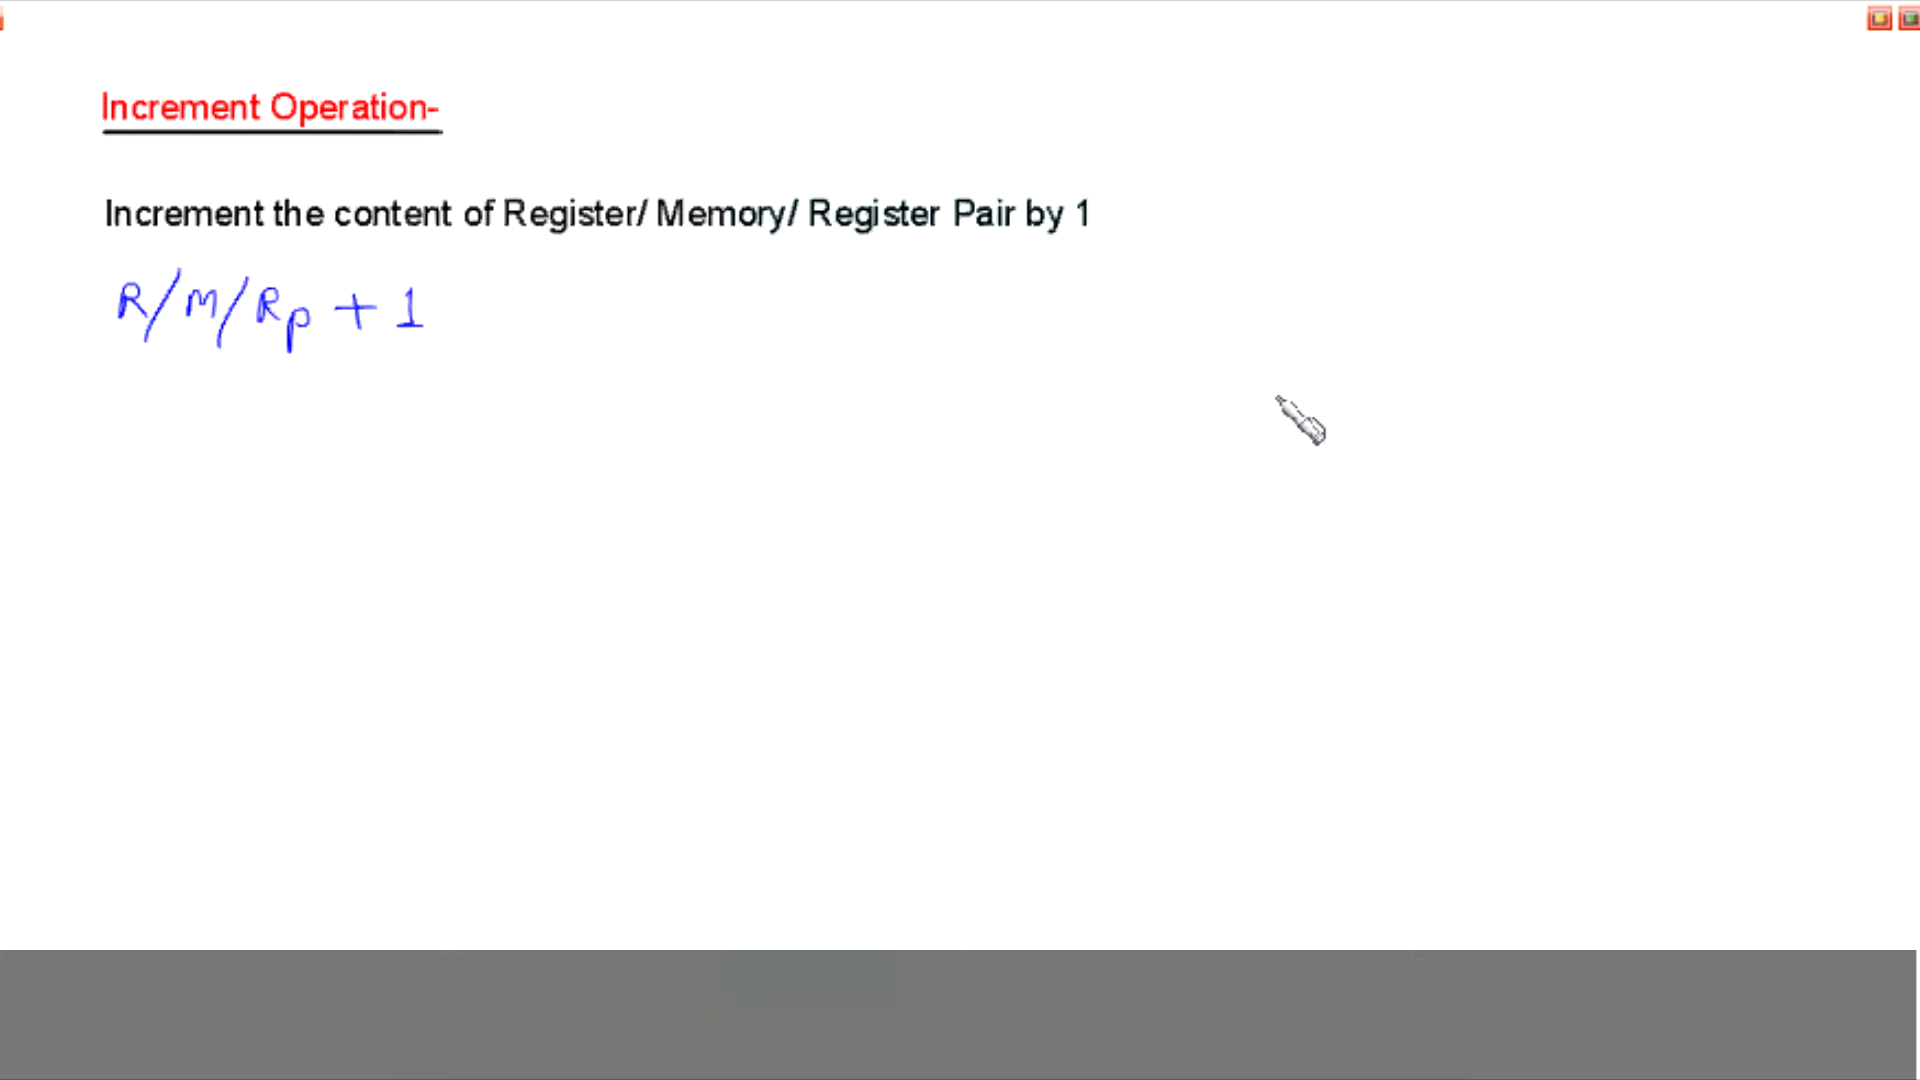 Increment Operation-
Increment the content of Register/ Memory/ Register Pair by 1
R/M/Rp + 1